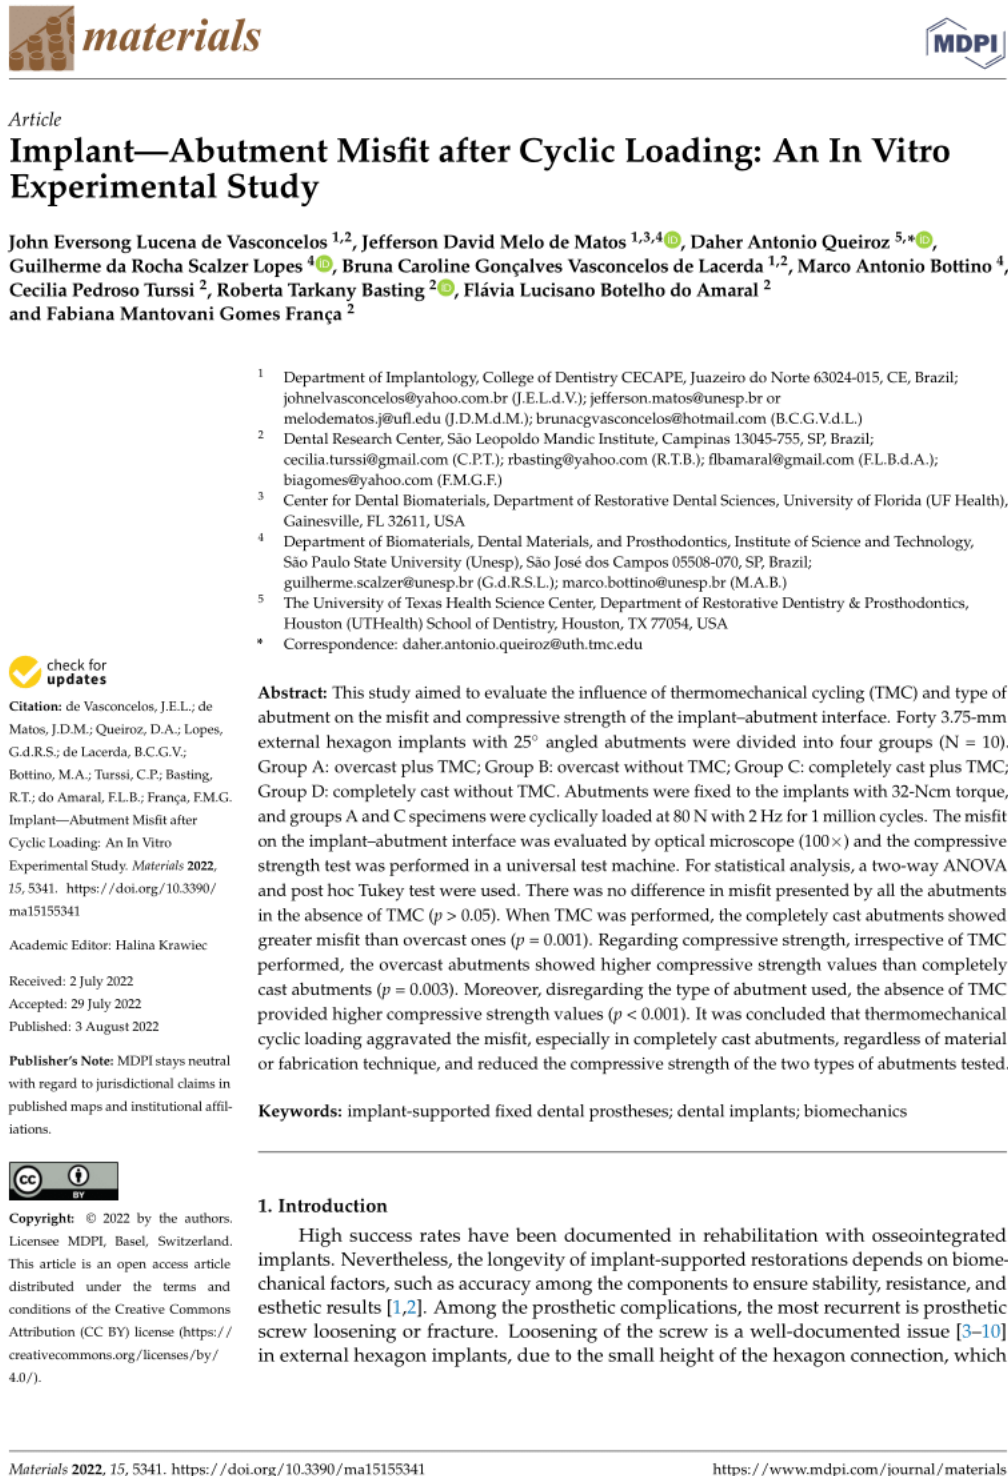 materials
MDPI
Article
Implant—Abutment Misfit after Cyclic Loading: An In Vitro
Experimental Study
John Eversong Lucena de Vasconcelos 1,2, Jefferson David Melo de Matos 1,3,4 iD, Daher Antonio Queiroz 5,* iD,
Guilherme da Rocha Scalzer Lopes 4 iD, Bruna Caroline Gonçalves Vasconcelos de Lacerda 1,2, Marco Antonio Bottino 4,
Cecilia Pedroso Turssi 2, Roberta Tarkany Basting 2 iD, Flávia Lucisano Botelho do Amaral 2
and Fabiana Mantovani Gomes França 2
1 Department of Implantology, College of Dentistry CECAPE, Juazeiro do Norte 63024-015, CE, Brazil;
johnelvasconcelos@yahoo.com.br (J.E.L.d.V.); jefferson.matos@unesp.br or
melodematos.j@ufl.edu (J.D.M.d.M.); brunacgvasconcelos@hotmail.com (B.C.G.V.d.L.)
2 Dental Research Center, São Leopoldo Mandic Institute, Campinas 13045-755, SP, Brazil;
cecilia.turssi@gmail.com (C.P.T.); rbasting@yahoo.com (R.T.B.); flbamaral@gmail.com (F.L.B.d.A.);
biagomes@yahoo.com (F.M.G.F.)
3 Center for Dental Biomaterials, Department of Restorative Dental Sciences, University of Florida (UF Health),
Gainesville, FL 32611, USA
4 Department of Biomaterials, Dental Materials, and Prosthodontics, Institute of Science and Technology,
São Paulo State University (Unesp), São José dos Campos 05508-070, SP, Brazil;
guilherme.scalzer@unesp.br (G.d.R.S.L.); marco.bottino@unesp.br (M.A.B.)
5 The University of Texas Health Science Center, Department of Restorative Dentistry & Prosthodontics,
Houston (UTHealth) School of Dentistry, Houston, TX 77054, USA
* Correspondence: daher.antonio.queiroz@uth.tmc.edu
check for
updates
Citation: de Vasconcelos, J.E.L.; de
Matos, J.D.M.; Queiroz, D.A.; Lopes,
G.d.R.S.; de Lacerda, B.C.G.V.;
Bottino, M.A.; Turssi, C.P.; Basting,
R.T.; do Amaral, F.L.B.; França, F.M.G.
Implant—Abutment Misfit after
Cyclic Loading: An In Vitro
Experimental Study. Materials 2022,
15, 5341. https://doi.org/10.3390/
ma15155341
Academic Editor: Halina Krawiec
Received: 2 July 2022
Accepted: 29 July 2022
Published: 3 August 2022
Publisher's Note: MDPI stays neutral
with regard to jurisdictional claims in
published maps and institutional affil-
iations.
cc BY
Copyright: © 2022 by the authors.
Licensee MDPI, Basel, Switzerland.
This article is an open access article
distributed under the terms and
conditions of the Creative Commons
Attribution (CC BY) license (https://
creativecommons.org/licenses/by/
4.0/).
Abstract: This study aimed to evaluate the influence of thermomechanical cycling (TMC) and type of
abutment on the misfit and compressive strength of the implant–abutment interface. Forty 3.75-mm
external hexagon implants with 25° angled abutments were divided into four groups (N = 10).
Group A: overcast plus TMC; Group B: overcast without TMC; Group C: completely cast plus TMC;
Group D: completely cast without TMC. Abutments were fixed to the implants with 32-Ncm torque,
and groups A and C specimens were cyclically loaded at 80 N with 2 Hz for 1 million cycles. The misfit
on the implant–abutment interface was evaluated by optical microscope (100×) and the compressive
strength test was performed in a universal test machine. For statistical analysis, a two-way ANOVA
and post hoc Tukey test were used. There was no difference in misfit presented by all the abutments
in the absence of TMC (p > 0.05). When TMC was performed, the completely cast abutments showed
greater misfit than overcast ones (p = 0.001). Regarding compressive strength, irrespective of TMC
performed, the overcast abutments showed higher compressive strength values than completely
cast abutments (p = 0.003). Moreover, disregarding the type of abutment used, the absence of TMC
provided higher compressive strength values (p < 0.001). It was concluded that thermomechanical
cyclic loading aggravated the misfit, especially in completely cast abutments, regardless of material
or fabrication technique, and reduced the compressive strength of the two types of abutments tested.
Keywords: implant-supported fixed dental prostheses; dental implants; biomechanics
1. Introduction
High success rates have been documented in rehabilitation with osseointegrated
implants. Nevertheless, the longevity of implant-supported restorations depends on biome-
chanical factors, such as accuracy among the components to ensure stability, resistance, and
esthetic results [1,2]. Among the prosthetic complications, the most recurrent is prosthetic
screw loosening or fracture. Loosening of the screw is a well-documented issue [3–10]
in external hexagon implants, due to the small height of the hexagon connection, which
Materials 2022, 15, 5341. https://doi.org/10.3390/ma15155341
https://www.mdpi.com/journal/materials